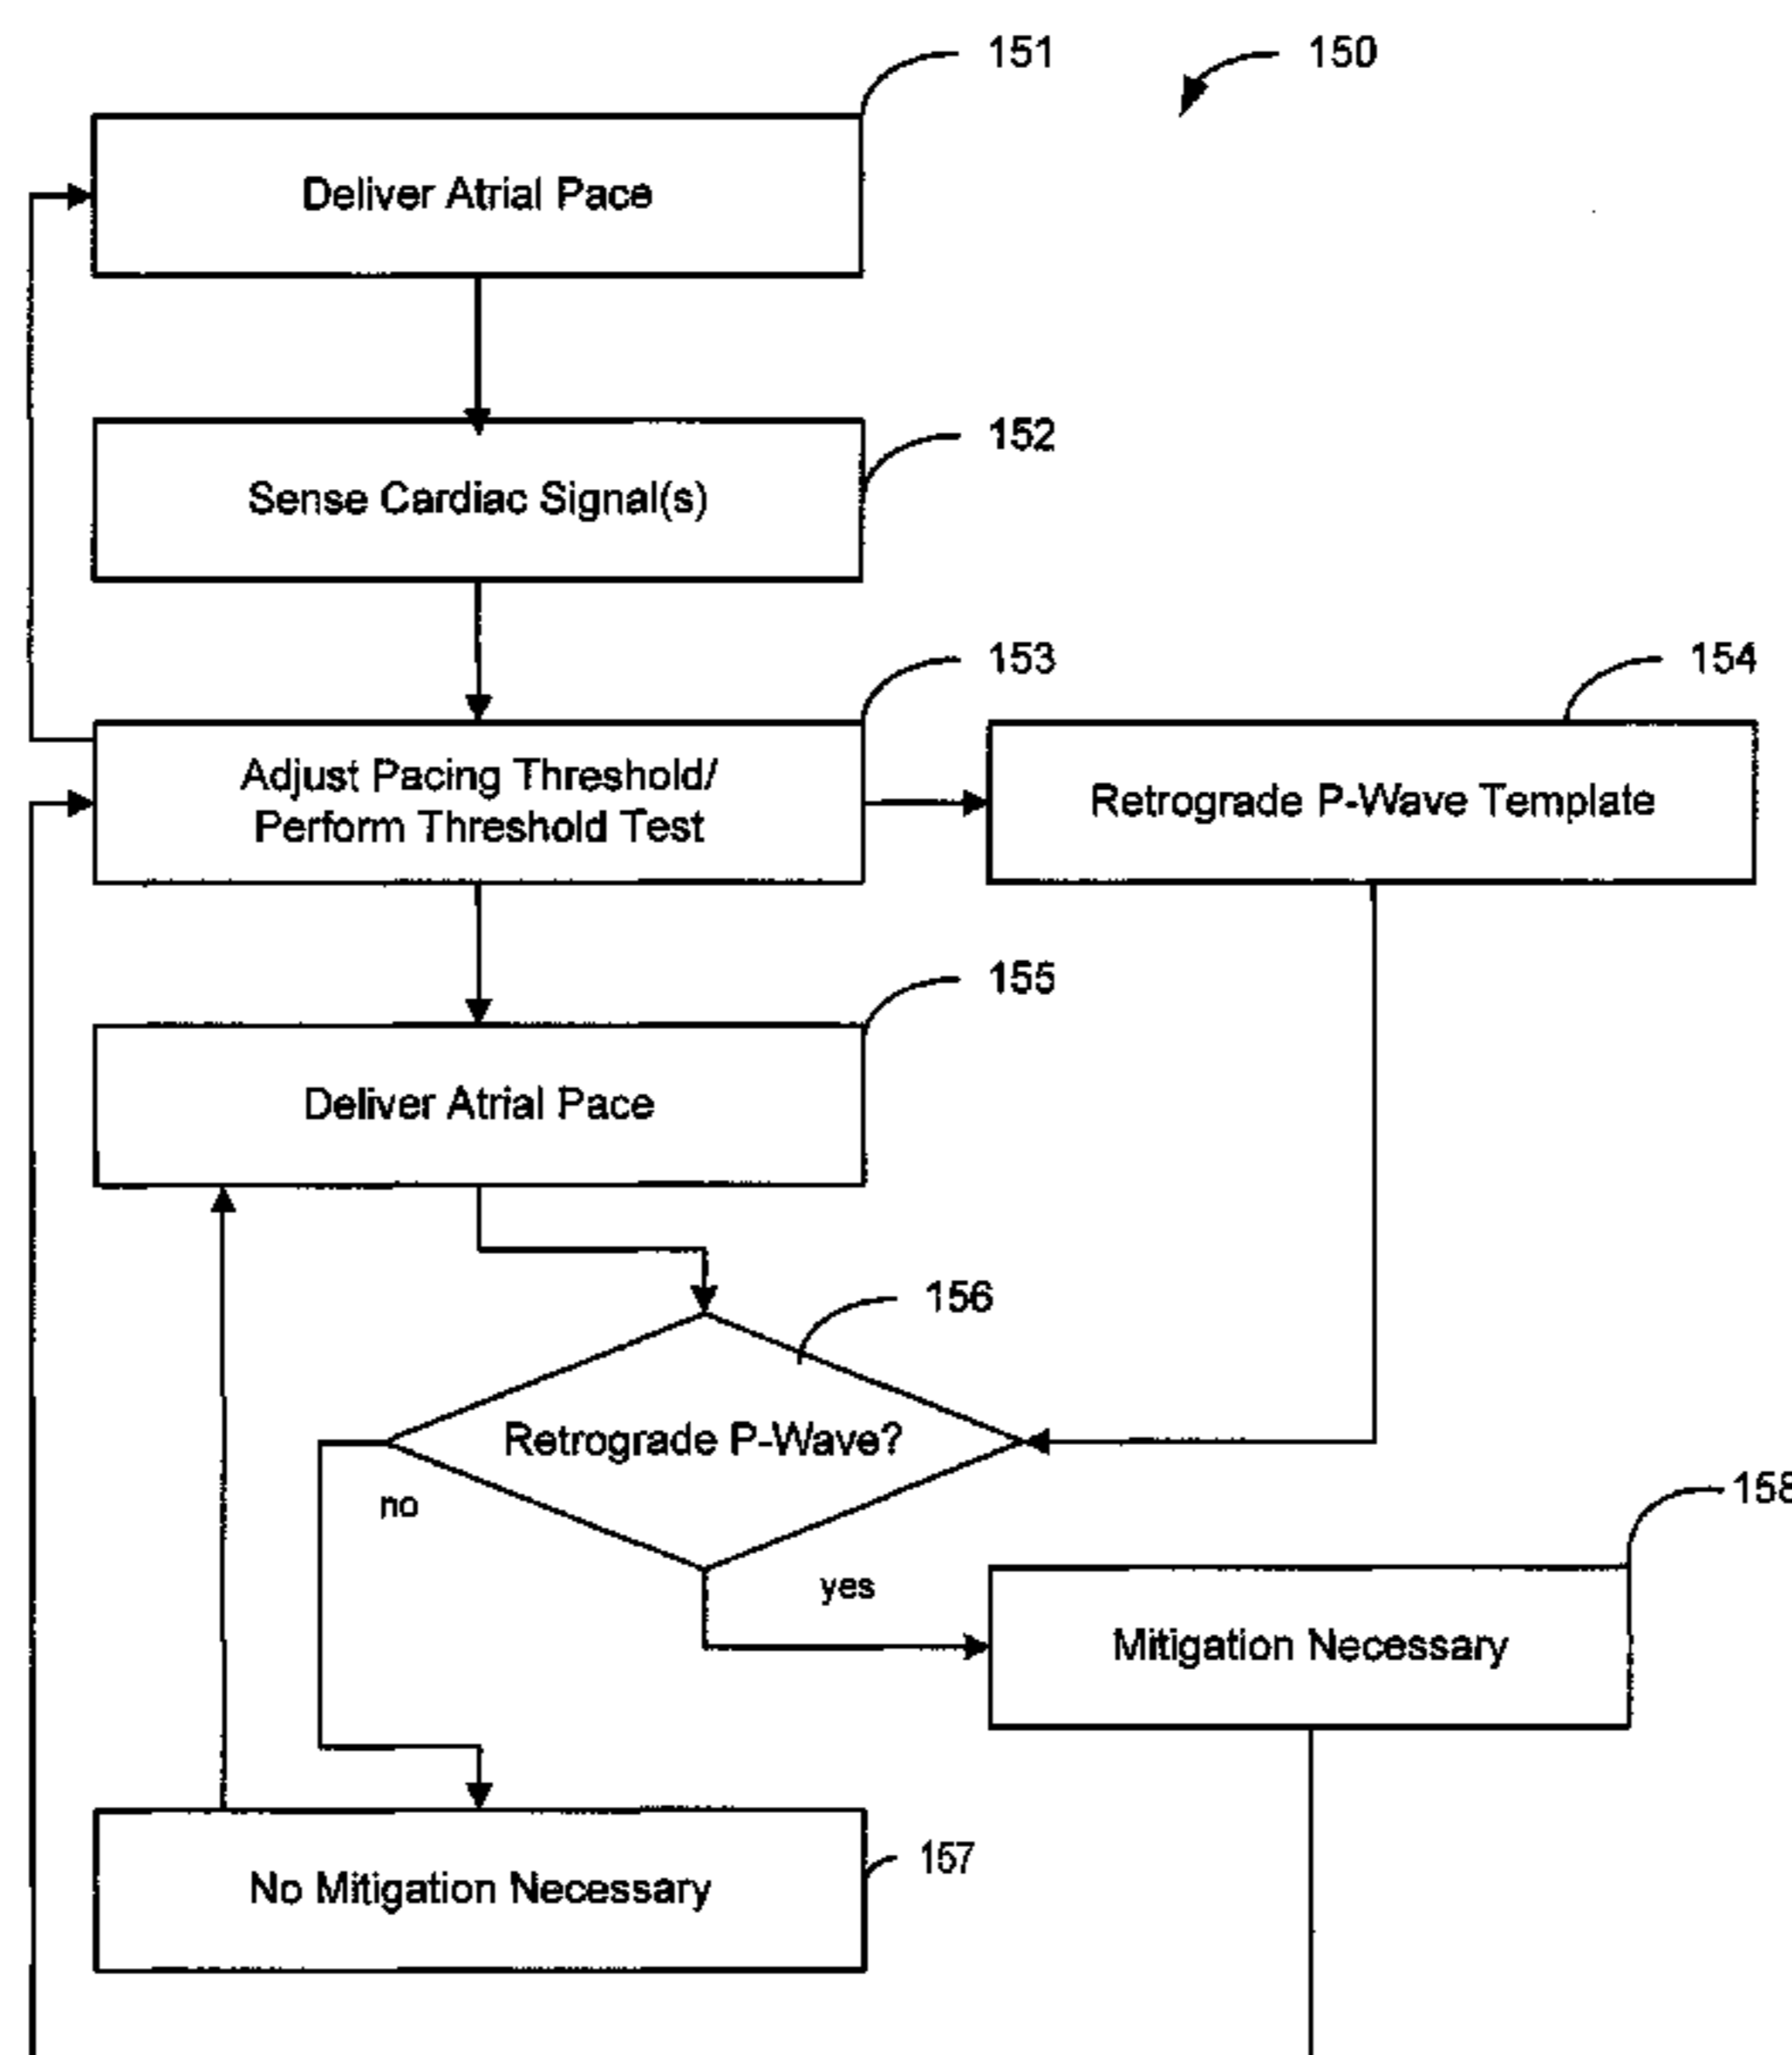 151
150
Deliver Atrial Pace
152
Sense Cardiac Signal(s)
153
154
Adjust Pacing Threshold/
Perform Threshold Test
Retrograde P-Wave Template
155
Deliver Atrial Pace
156
Retrograde P-Wave?
no
158
yes
Mitigation Necessary
157
No Mitigation Necessary